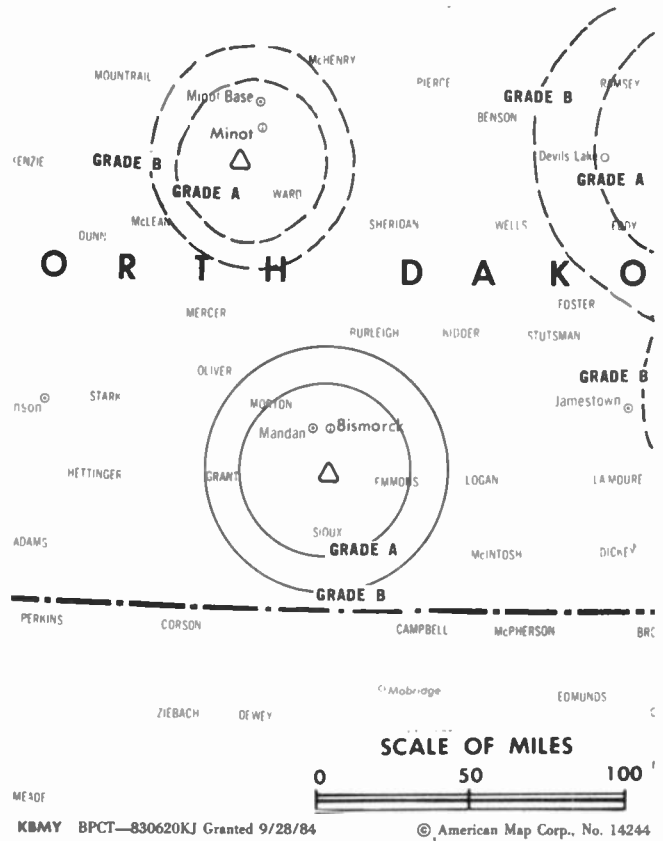 McHENRY
MOUNTRAIL
PIERCE
RAMSEY
Minot Base
GRADE B
BENSON
Minot
Devils Lake
KENZIE
GRADE B
GRADE A
GRADE A
WARD
McLEAN
SHERIDAN
WELLS
EDDY
DUNN
O R T H D A K O
FOSTER
MERCER
BURLEIGH
KIDDER
STUTSMAN
OLIVER
GRADE B
nson
STARK
MORTON
Jamestown
Mandan
Bismarck
HETTINGER
GRANT
EMMONS
LOGAN
LA MOURE
SIOUX
ADAMS
GRADE A
McINTOSH
DICKEY
GRADE B
PERKINS
CORSON
CAMPBELL
McPHERSON
BRO
Mobridge
EDMUNDS
ZIEBACH
DEWEY
SCALE OF MILES
0 50 100
MEADE
KBMY BPCT—830620KJ Granted 9/28/84
© American Map Corp., No. 14244